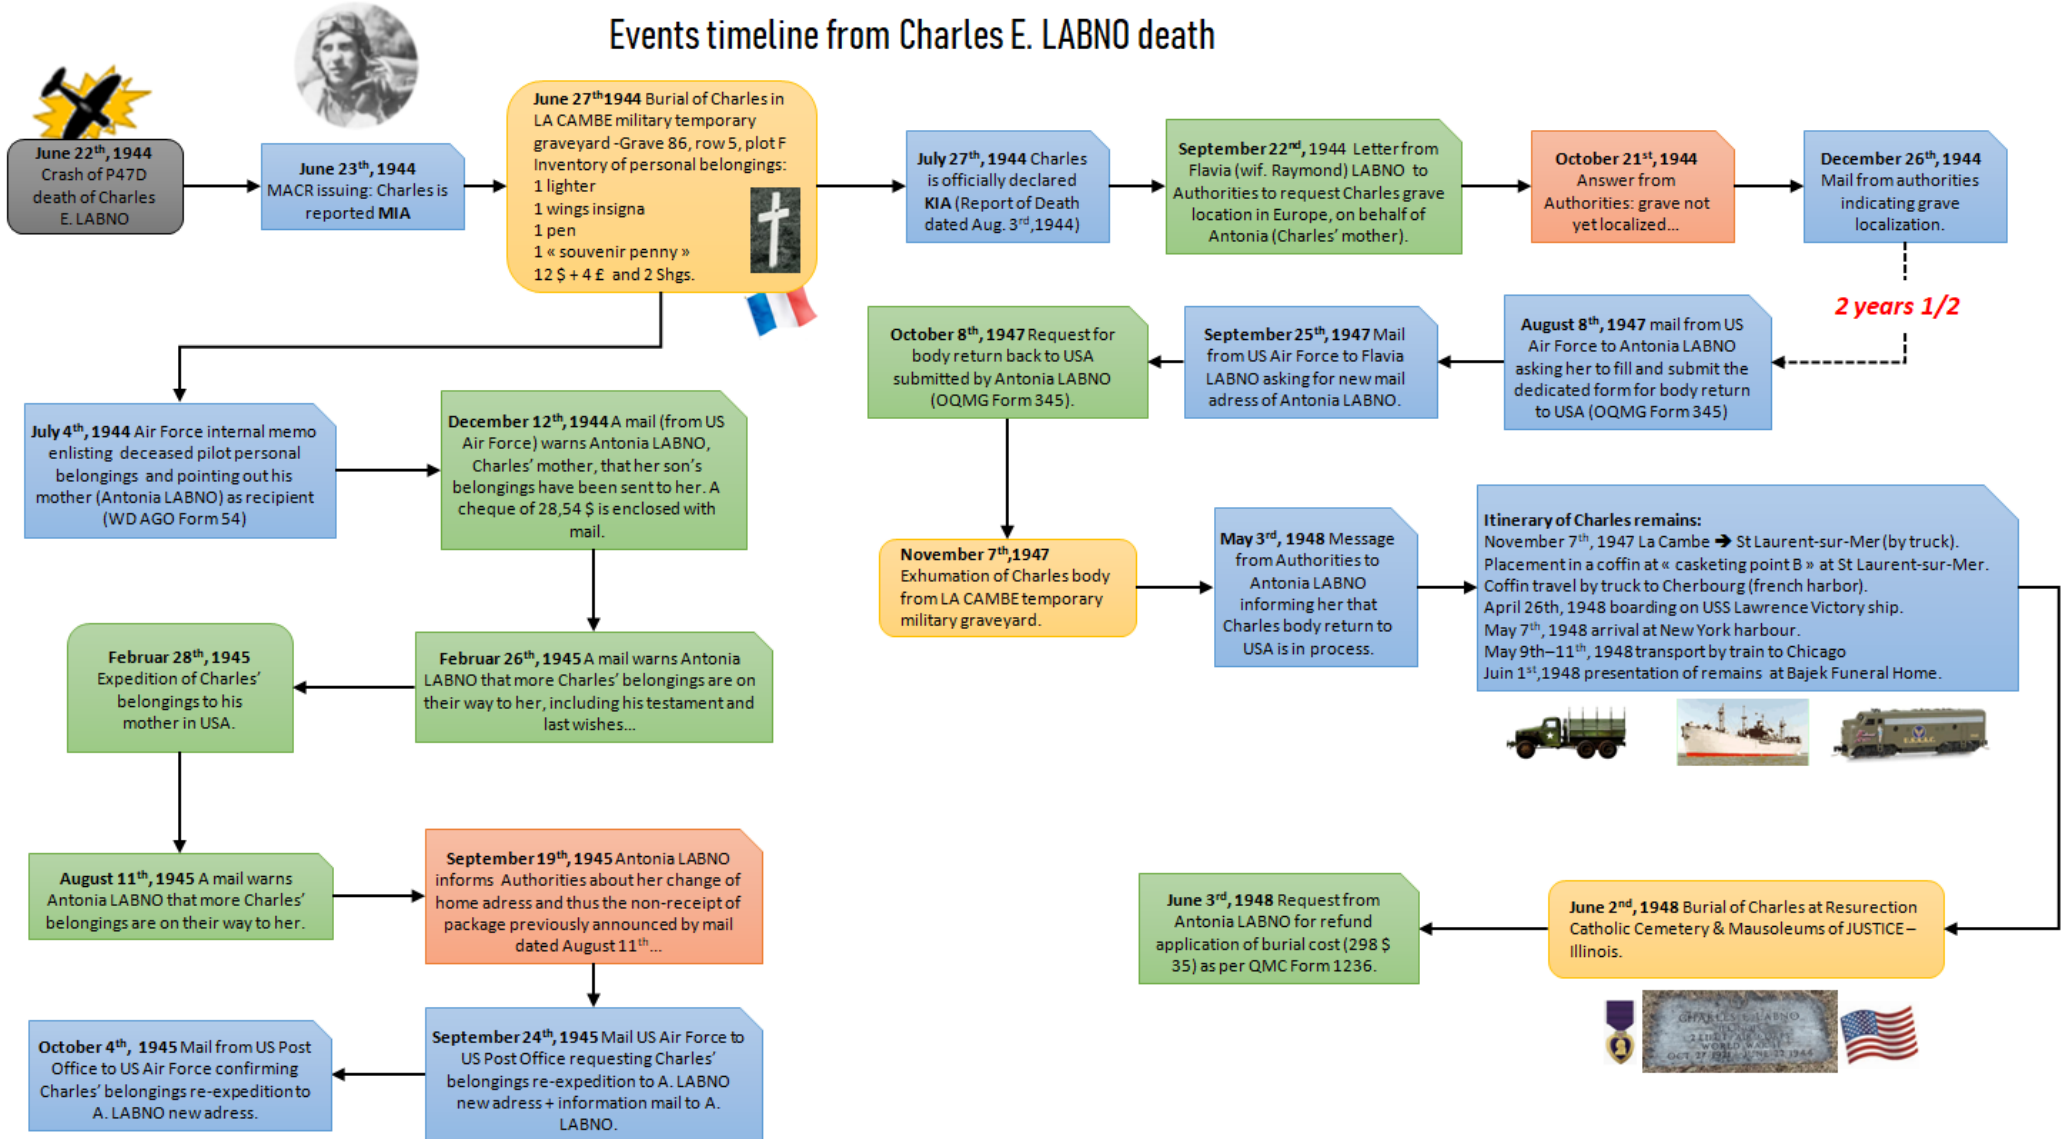 Events timeline from Charles E. LABNO death
June 22th, 1944
Crash of P47D
death of Charles
E. LABNO
June 23th, 1944
MACR issuing: Charles is
reported MIA
June 27th1944 Burial of Charles in
LA CAMBE military temporary
graveyard -Grave 86, row 5, plot F
Inventory of personal belongings:
1 lighter
1 wings insigna
1 pen
1 « souvenir penny »
12 $ + 4 £ and 2 Shgs.
July 27th, 1944 Charles
is officially declared
KIA (Report of Death
dated Aug. 3rd,1944)
September 22nd, 1944 Letter from
Flavia (wif. Raymond) LABNO to
Authorities to request Charles grave
location in Europe, on behalf of
Antonia (Charles' mother).
October 21st, 1944
Answer from
Authorities: grave not
yet localized...
December 26th, 1944
Mail from authorities
indicating grave
localization.
2 years 1/2
August 8th, 1947 mail from US
Air Force to Antonia LABNO
asking her to fill and submit the
dedicated form for body return
to USA (OQMG Form 345)
September 25th, 1947 Mail
from US Air Force to Flavia
LABNO asking for new mail
adress of Antonia LABNO.
October 8th, 1947 Request for
body return back to USA
submitted by Antonia LABNO
(OQMG Form 345).
July 4th, 1944 Air Force internal memo
enlisting deceased pilot personal
belongings and pointing out his
mother (Antonia LABNO) as recipient
(WD AGO Form 54)
December 12th, 1944 A mail (from US
Air Force) warns Antonia LABNO,
Charles' mother, that her son's
belongings have been sent to her. A
cheque of 28,54 $ is enclosed with
mail.
Februar 26th, 1945 A mail warns Antonia
LABNO that more Charles' belongings are on
their way to her, including his testament and
last wishes...
Februar 28th, 1945
Expedition of Charles'
belongings to his
mother in USA.
August 11th, 1945 A mail warns
Antonia LABNO that more Charles'
belongings are on their way to her.
September 19th, 1945 Antonia LABNO
informs Authorities about her change of
home adress and thus the non-receipt of
package previously announced by mail
dated August 11th...
September 24th, 1945 Mail US Air Force to
US Post Office requesting Charles'
belongings re-expedition to A. LABNO
new adress + information mail to A.
LABNO.
October 4th, 1945 Mail from US Post
Office to US Air Force confirming
Charles' belongings re-expedition to
A. LABNO new adress.
November 7th,1947
Exhumation of Charles body
from LA CAMBE temporary
military graveyard.
May 3rd, 1948 Message
from Authorities to
Antonia LABNO
informing her that
Charles body return to
USA is in process.
Itinerary of Charles remains:
November 7th, 1947 La Cambe ➔ St Laurent-sur-Mer (by truck).
Placement in a coffin at « casketing point B » at St Laurent-sur-Mer.
Coffin travel by truck to Cherbourg (french harbor).
April 26th, 1948 boarding on USS Lawrence Victory ship.
May 7th, 1948 arrival at New York harbour.
May 9th–11th, 1948 transport by train to Chicago
Juin 1st,1948 presentation of remains at Bajek Funeral Home.
June 2nd, 1948 Burial of Charles at Resurection
Catholic Cemetery & Mausoleums of JUSTICE –
Illinois.
June 3rd, 1948 Request from
Antonia LABNO for refund
application of burial cost (298 $
35) as per QMC Form 1236.
CHARLES E LABNO
2 LIEUT AIR CORPS
WORLD WAR II
OCT 27 1921 JUNE 22 1944